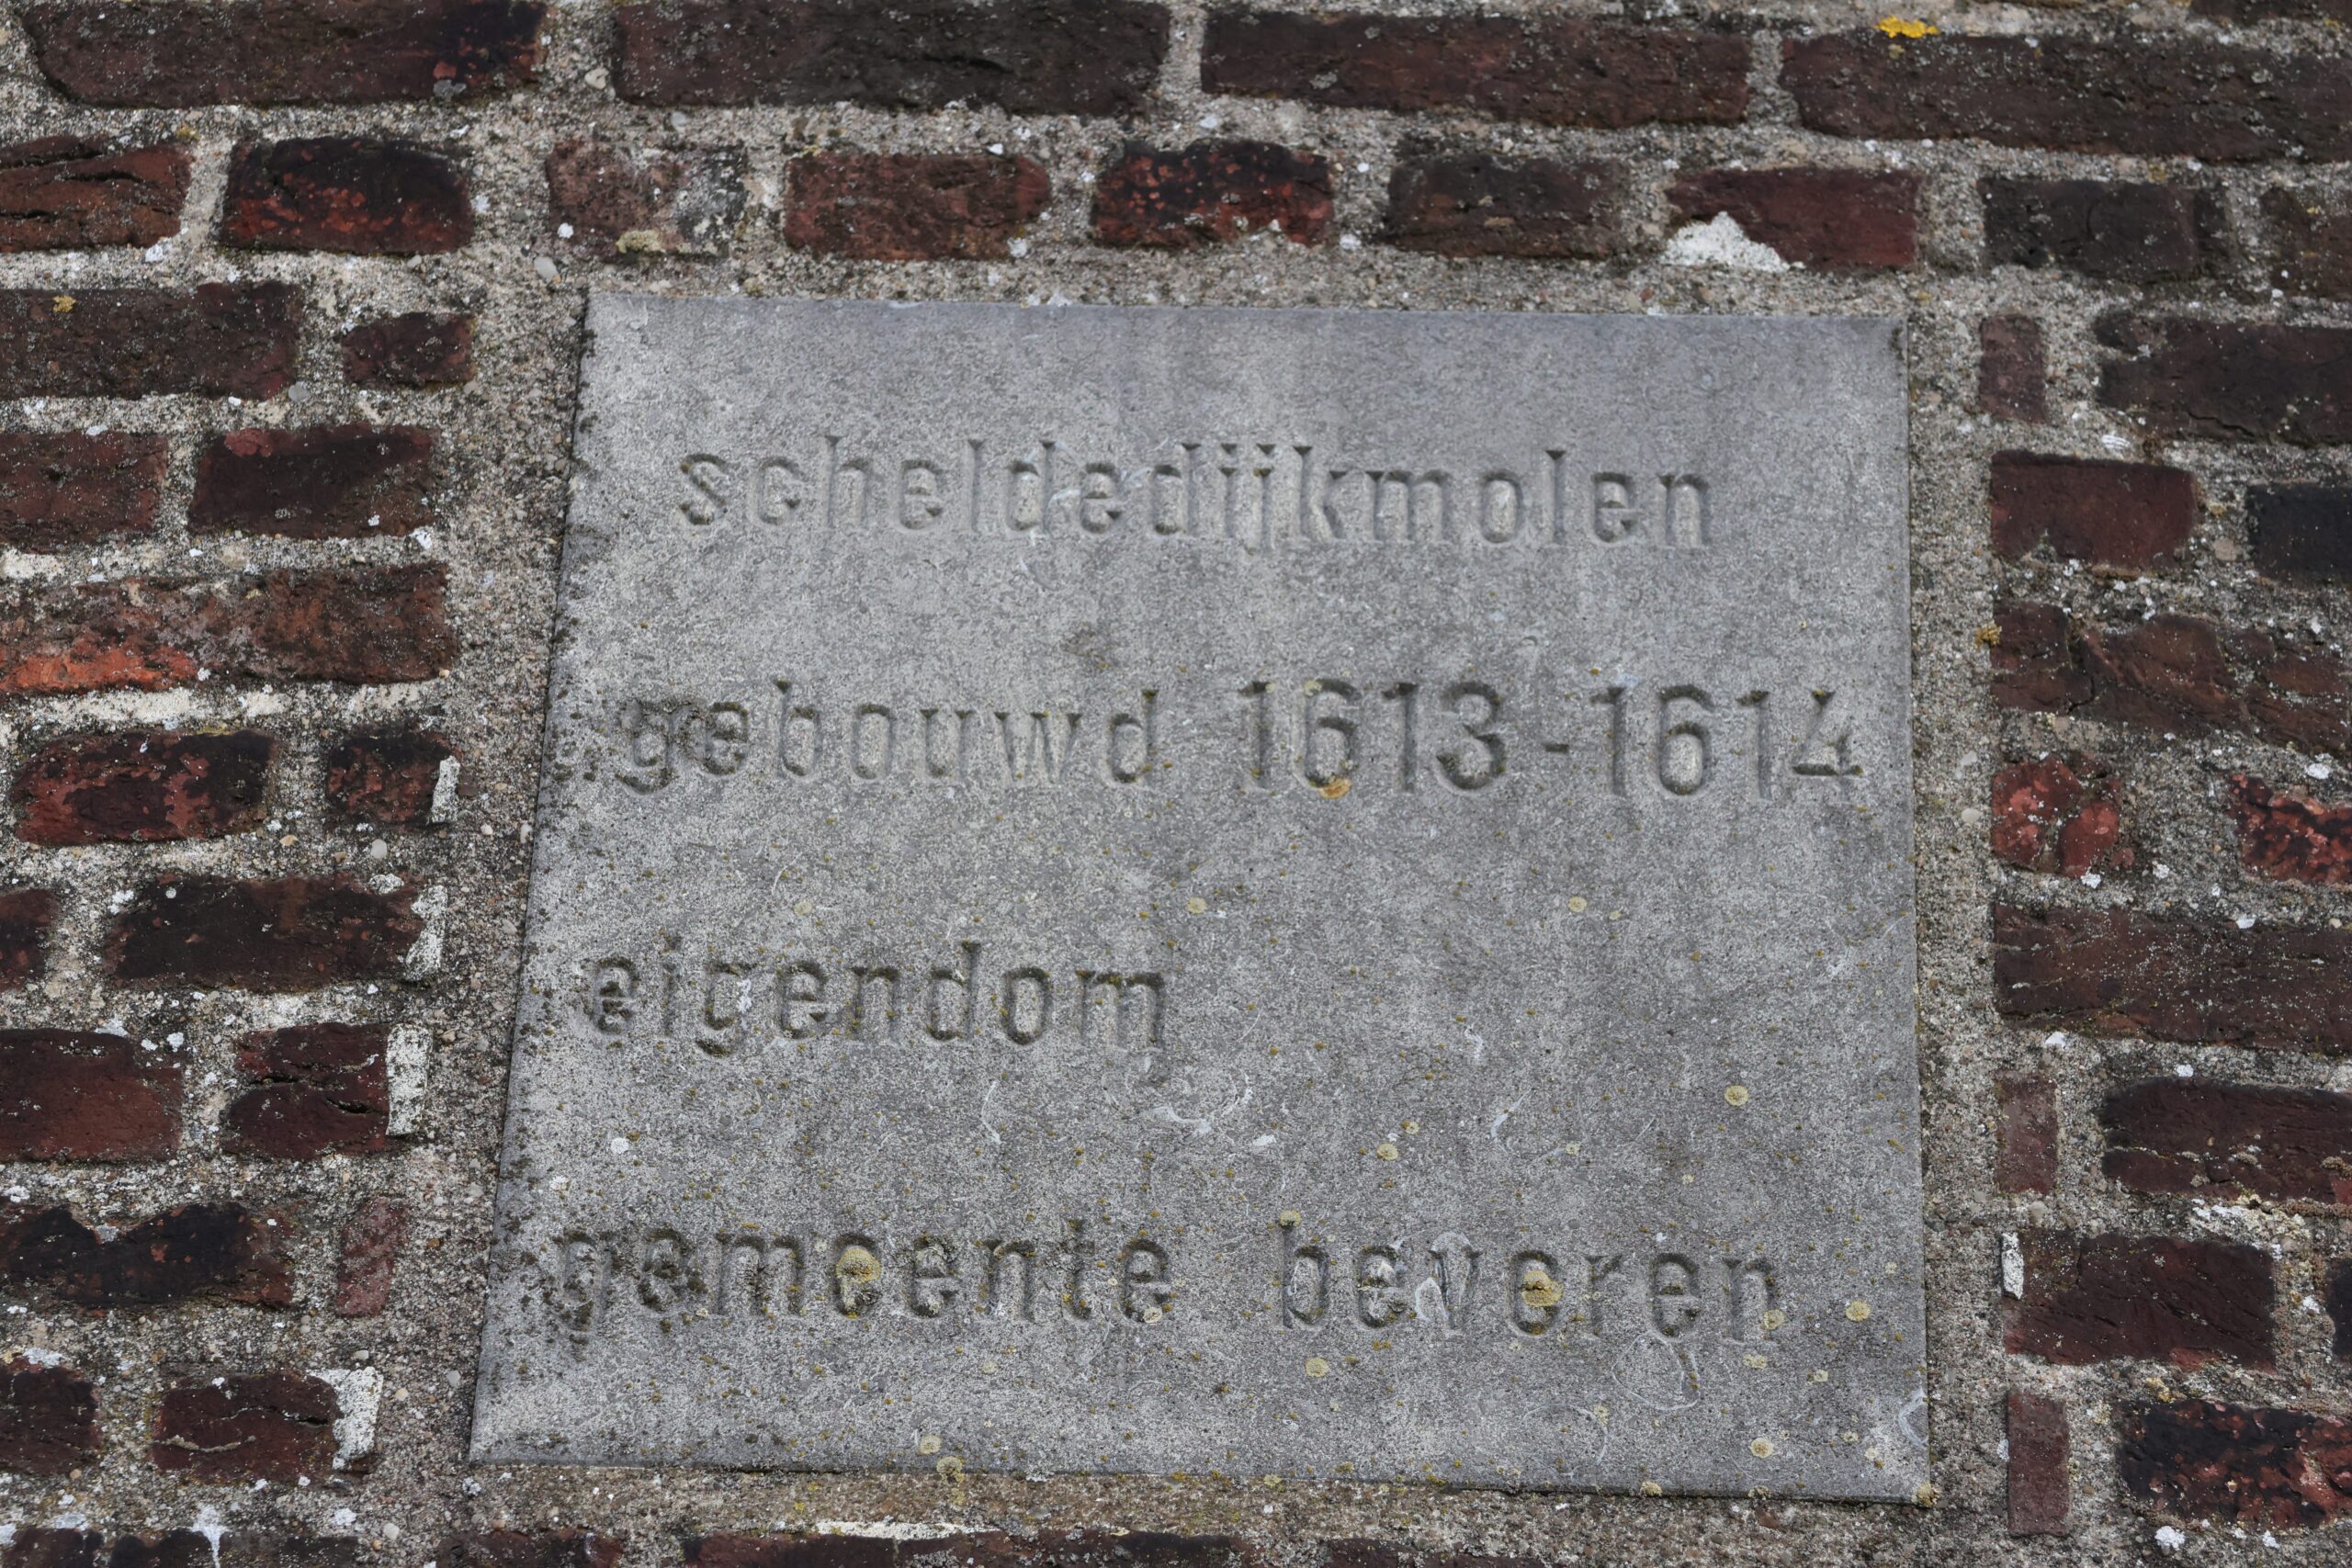 scheldedijkmolen
gebouwd 1613-1614
eigendom
gemeente beveren